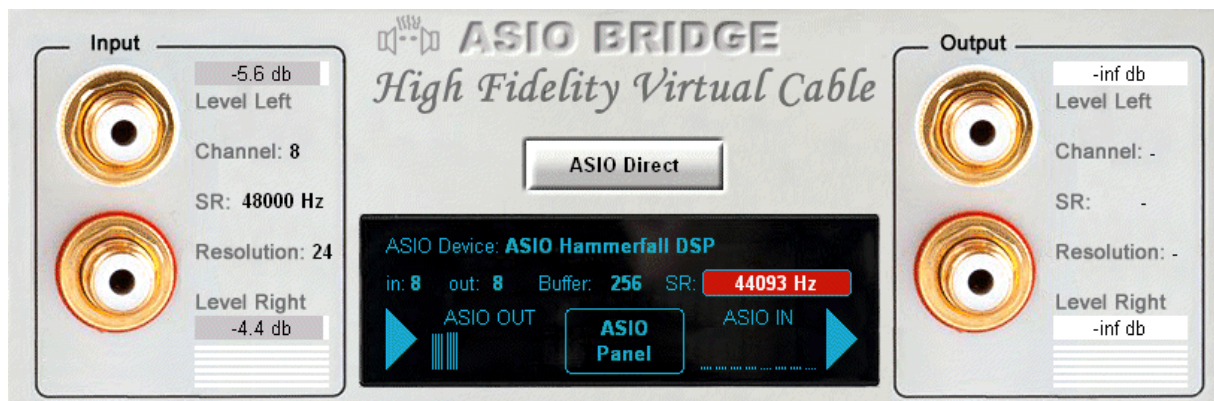 Input
-5.6 db
Level Left
Channel: 8
SR: 48000 Hz
Resolution: 24
Level Right
-4.4 db
ASIO BRIDGE
High Fidelity Virtual Cable
ASIO Direct
ASIO Device: ASIO Hammerfall DSP
in: 8 out: 8 Buffer: 256 SR: 44093 Hz
ASIO OUT
ASIO
Panel
ASIO IN
Output
-inf db
Level Left
Channel: -
SR: -
Resolution: -
Level Right
-inf db